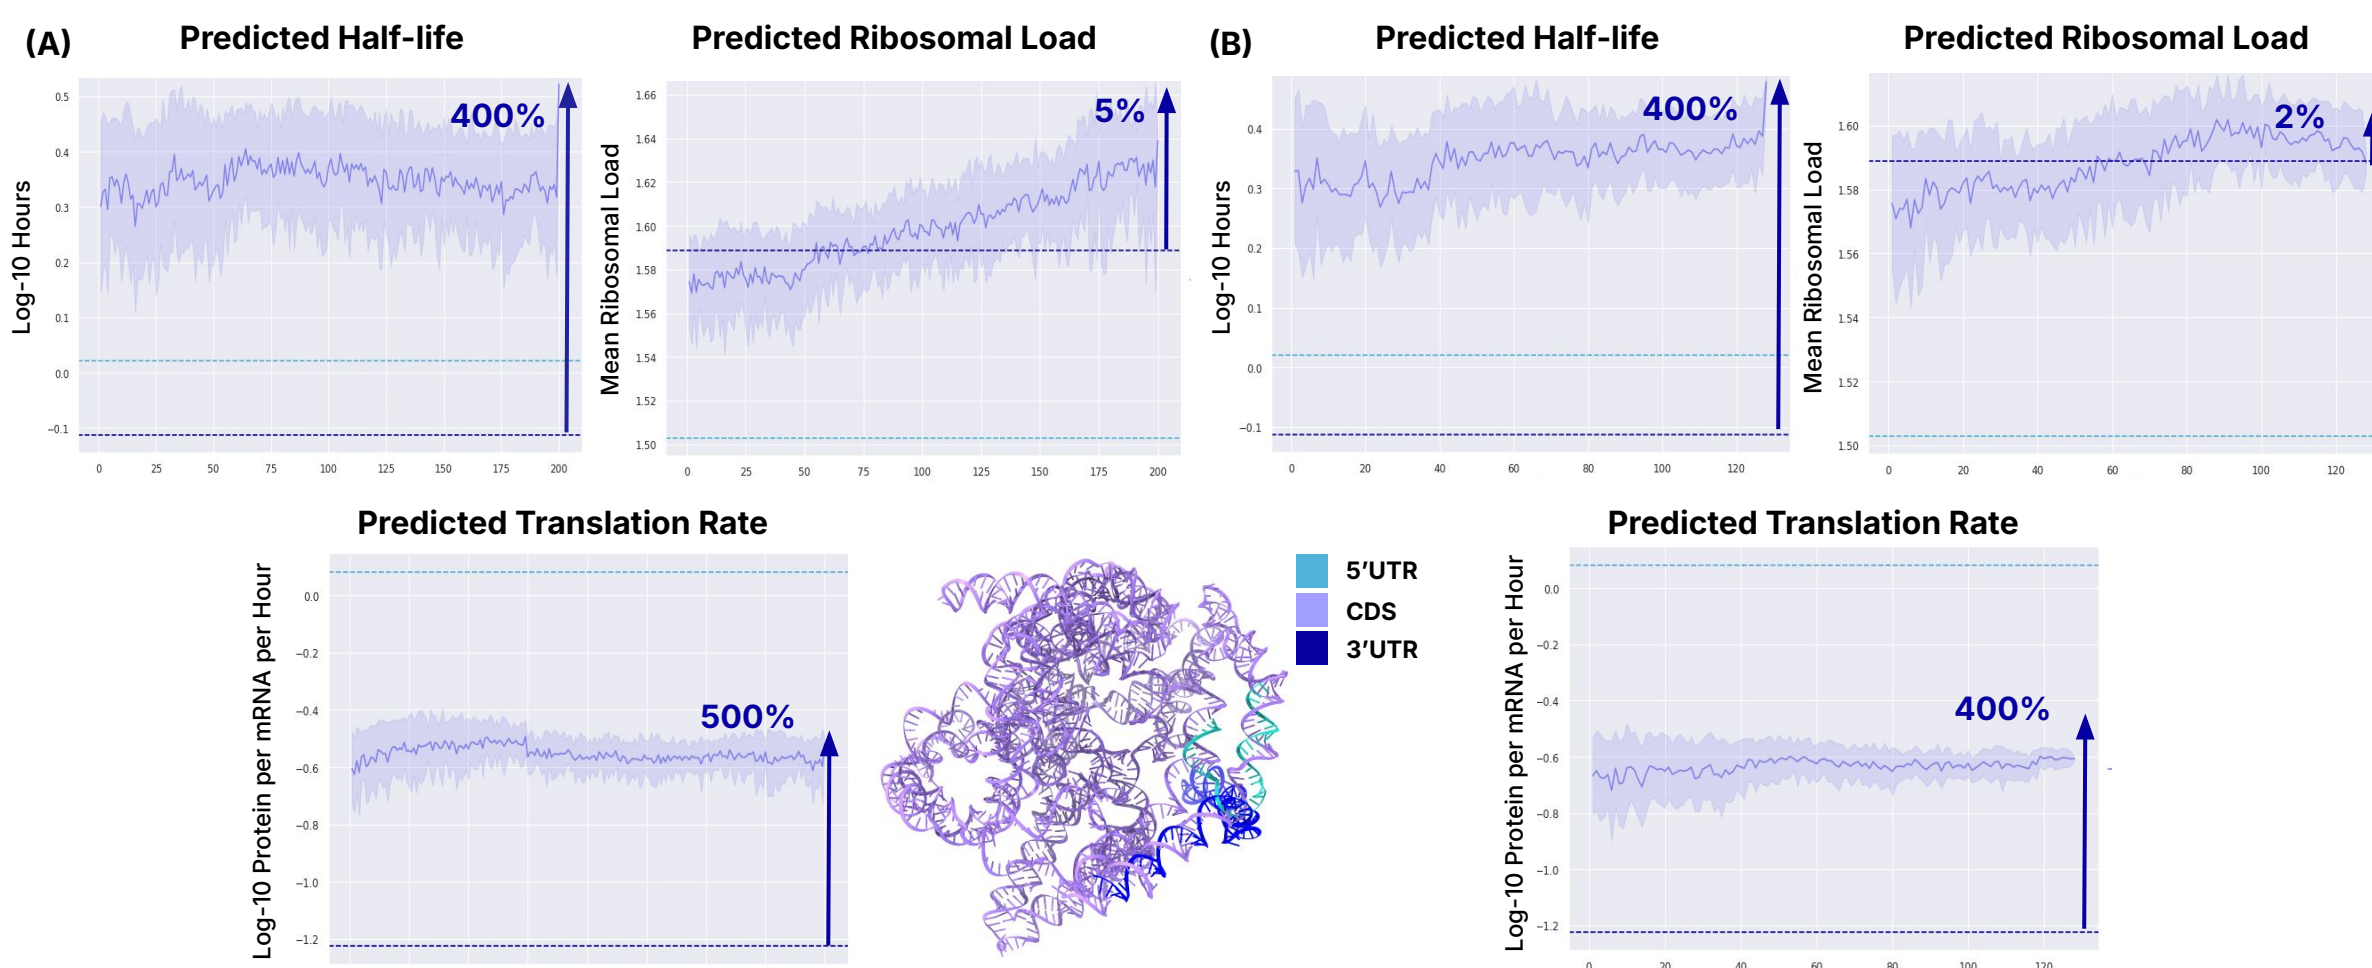 (A)
Predicted Half-life
Predicted Ribosomal Load
(B)
Predicted Half-life
Predicted Ribosomal Load
Log-10 Hours
0.5
0.4
0.3
0.2
0.1
0.0
−0.1
400%
0 25 50 75 100 125 150 175 200
Mean Ribosomal Load
1.66
1.64
1.62
1.60
1.58
1.56
1.54
1.52
1.50
5%
0 25 50 75 100 125 150 175 200
Log-10 Hours
0.4
0.3
0.2
0.1
0.0
−0.1
400%
0 20 40 60 80 100 120
Mean Ribosomal Load
1.60
1.58
1.56
1.54
1.52
1.50
2%
0 20 40 60 80 100 120
Predicted Translation Rate
Log-10 Protein per mRNA per Hour
0.0
−0.2
−0.4
−0.6
−0.8
−1.0
−1.2
500%
5’UTR
CDS
3’UTR
Predicted Translation Rate
Log-10 Protein per mRNA per Hour
0.0
−0.2
−0.4
−0.6
−0.8
−1.0
−1.2
400%
0 20 40 60 80 100 120